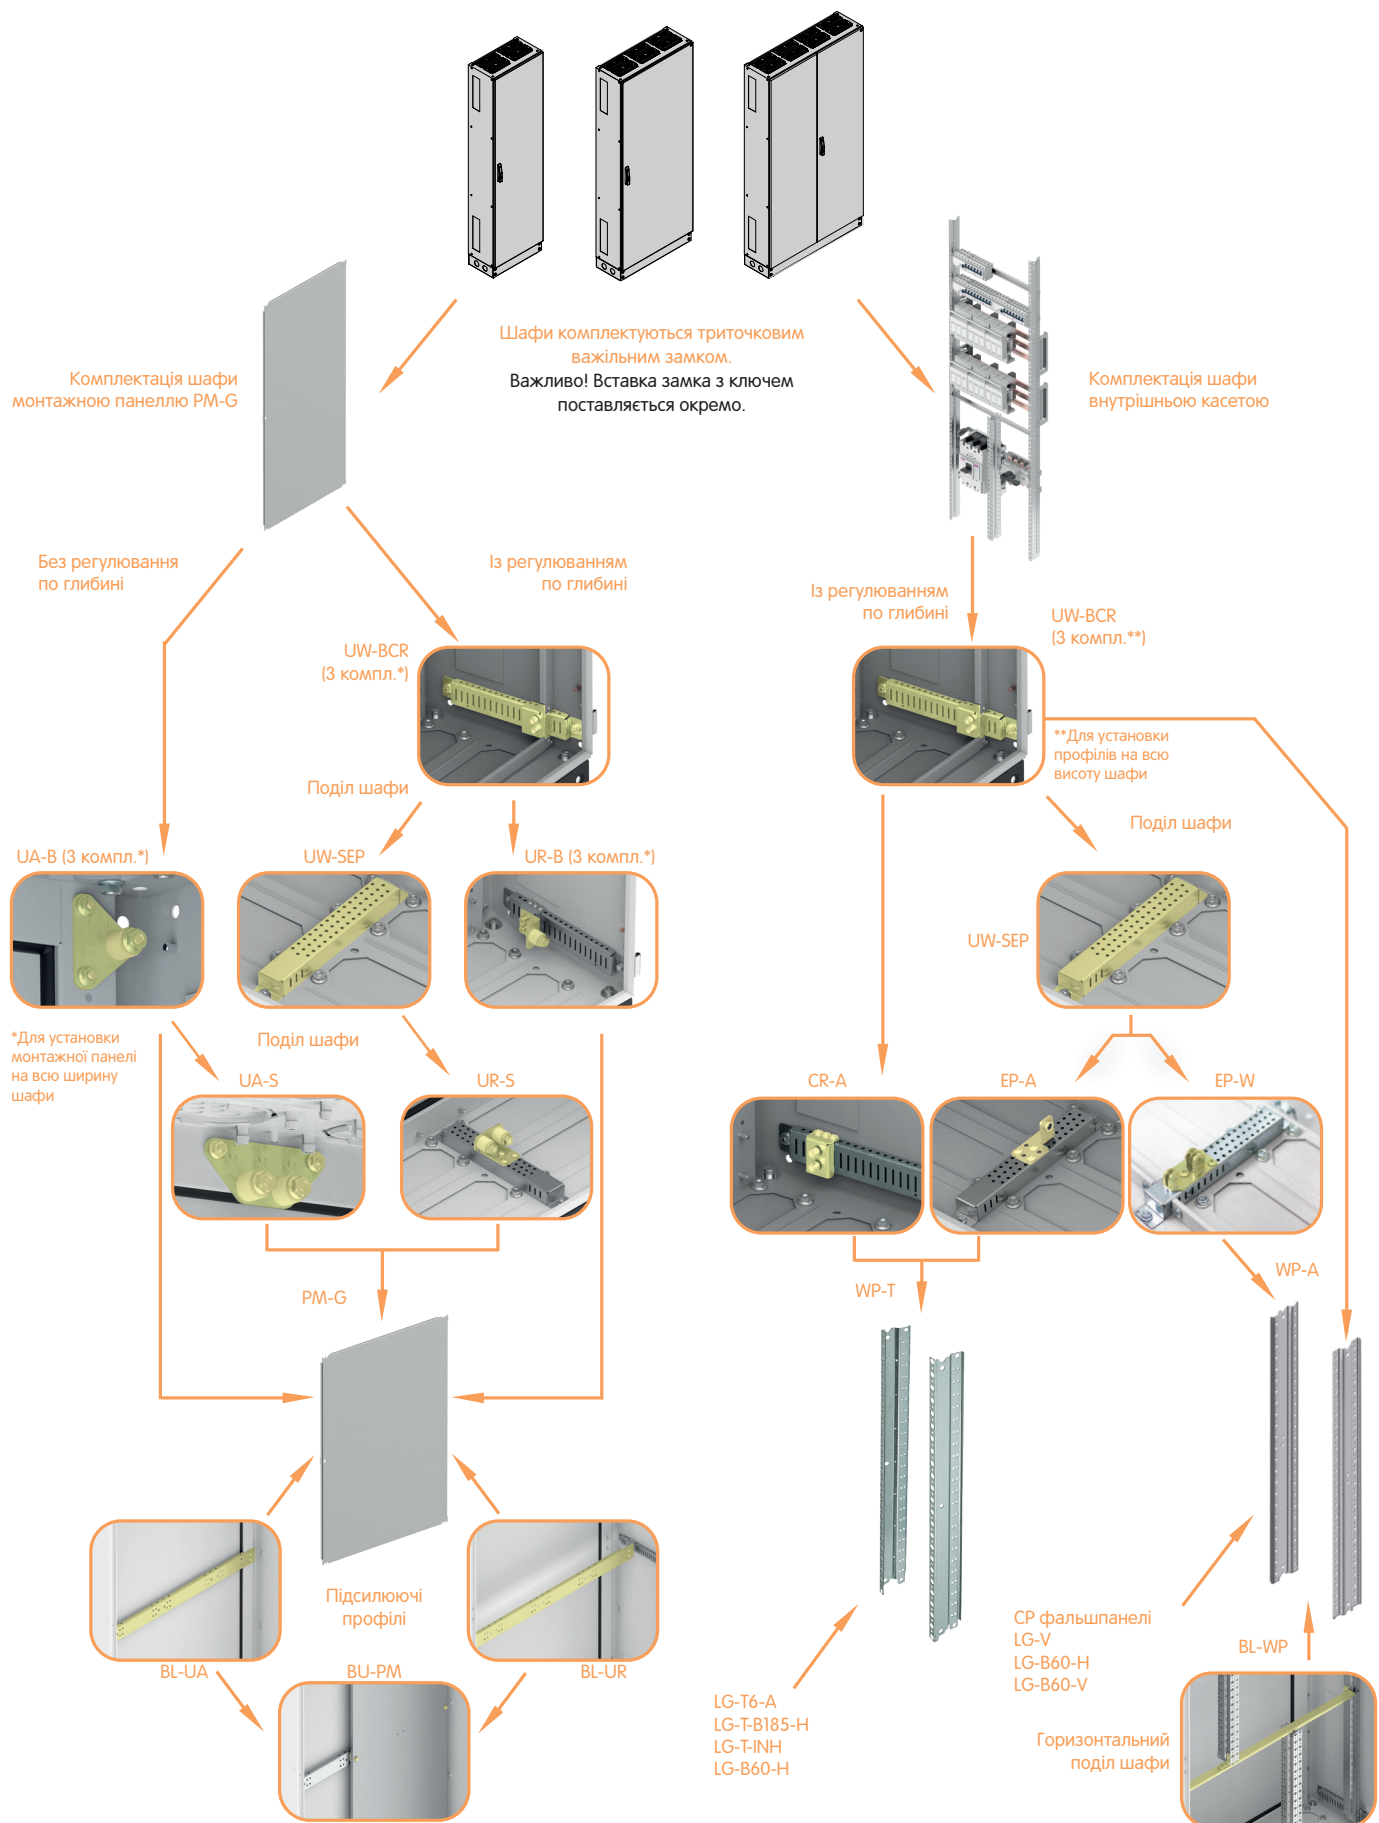 Шафи комплектуються триточковим
важільним замком.
Важливо! Вставка замка з ключем
поставляється окремо.
Комплектація шафи
монтажною панеллю PM-G
Комплектація шафи
внутрішньою касетою
Без регулювання
по глибині
Із регулюванням
по глибині
Із регулюванням
по глибині
UW-BCR
(3 компл.*)
UW-BCR
(3 компл.**)
**Для установки
профілів на всю
висоту шафи
Поділ шафи
Поділ шафи
UA-B (3 компл.*)
UW-SEP
UR-B (3 компл.*)
UW-SEP
*Для установки
монтажної панелі
на всю ширину
шафи
Поділ шафи
UA-S
UR-S
CR-A
EP-A
EP-W
PM-G
WP-T
WP-A
Підсилюючі
профілі
BL-UA
BU-PM
BL-UR
CP фальшпанелі
LG-V
LG-B60-H
LG-B60-V
BL-WP
LG-T6-A
LG-T-B185-H
LG-T-INH
LG-B60-H
Горизонтальний
поділ шафи